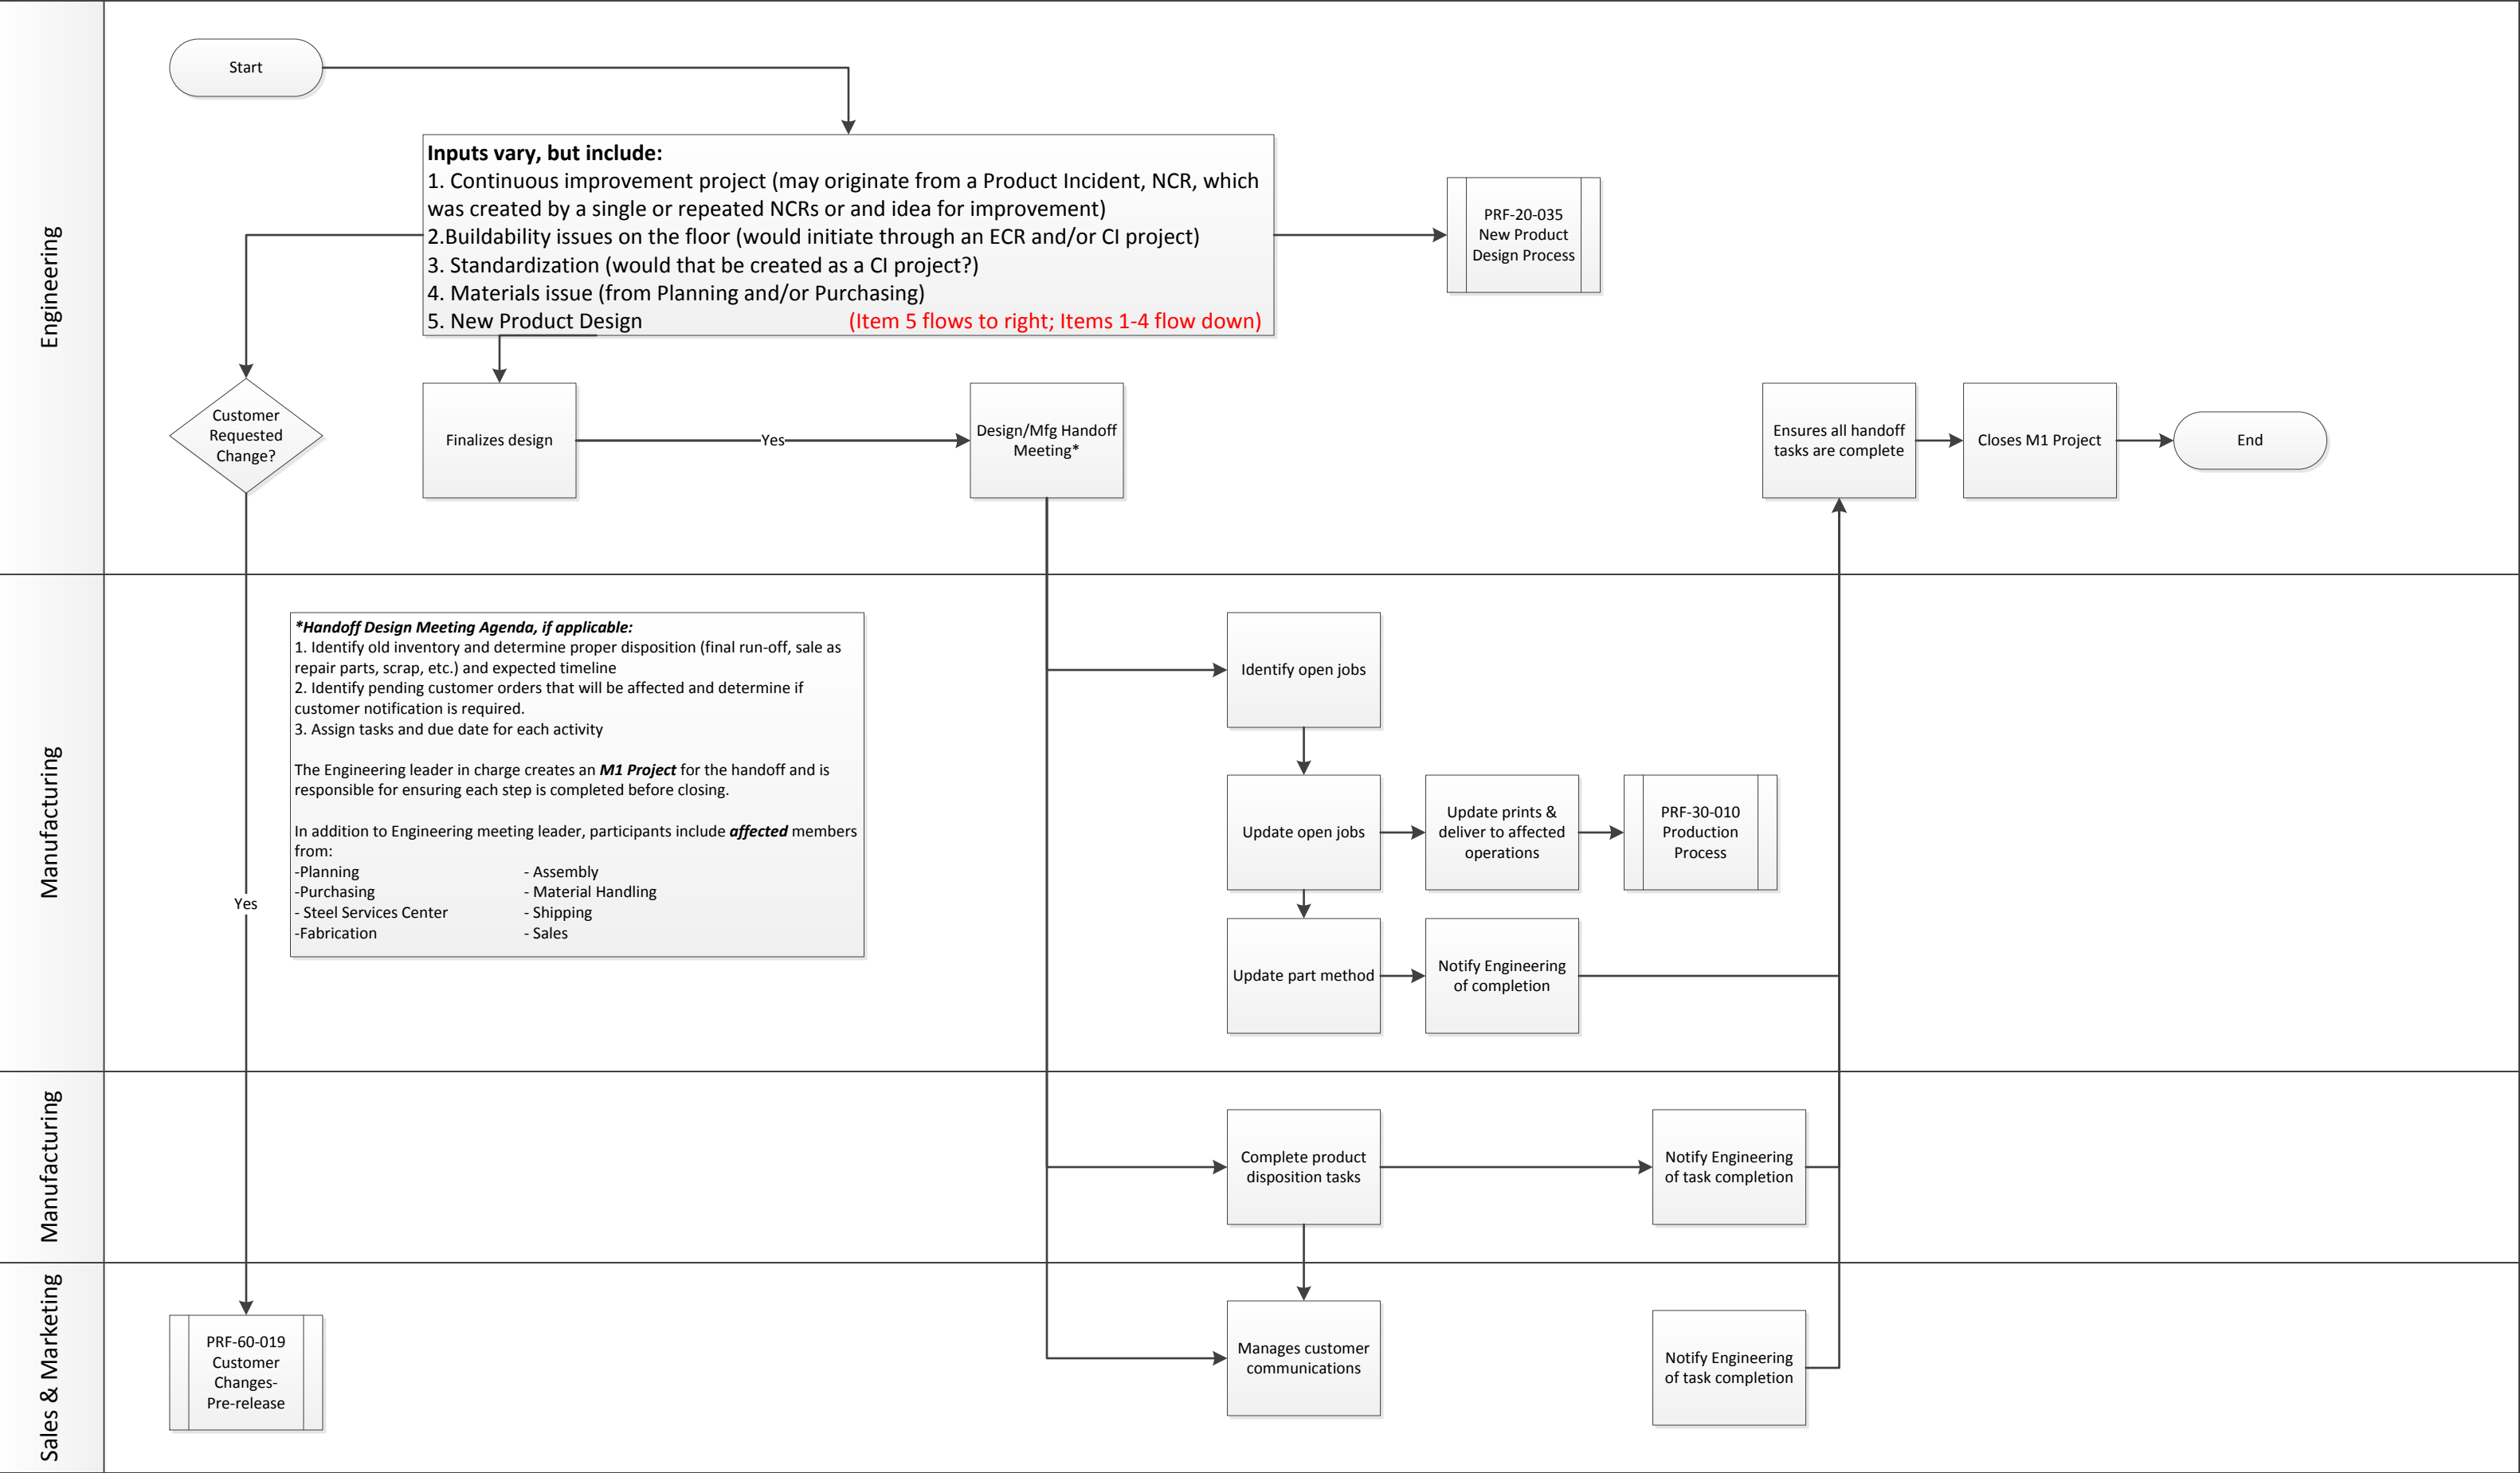 Engineering
Start
Inputs vary, but include:
1. Continuous improvement project (may originate from a Product Incident, NCR, which
was created by a single or repeated NCRs or and idea for improvement)
2.Buildability issues on the floor (would initiate through an ECR and/or CI project)
3. Standardization (would that be created as a CI project?)
4. Materials issue (from Planning and/or Purchasing)
5. New Product Design (Item 5 flows to right; Items 1-4 flow down)
PRF-20-035
New Product
Design Process
Customer
Requested
Change?
Finalizes design
Yes
Design/Mfg Handoff
Meeting*
Ensures all handoff
tasks are complete
Closes M1 Project
End
Manufacturing
Yes
*Handoff Design Meeting Agenda, if applicable:
1. Identify old inventory and determine proper disposition (final run-off, sale as
repair parts, scrap, etc.) and expected timeline
2. Identify pending customer orders that will be affected and determine if
customer notification is required.
3. Assign tasks and due date for each activity
The Engineering leader in charge creates an M1 Project for the handoff and is
responsible for ensuring each step is completed before closing.
In addition to Engineering meeting leader, participants include affected members
from:
-Planning - Assembly
-Purchasing - Material Handling
- Steel Services Center - Shipping
-Fabrication - Sales
Identify open jobs
Update open jobs
Update prints &
deliver to affected
operations
PRF-30-010
Production
Process
Update part method
Notify Engineering
of completion
Manufacturing
Complete product
disposition tasks
Notify Engineering
of task completion
Sales & Marketing
PRF-60-019
Customer
Changes-
Pre-release
Manages customer
communications
Notify Engineering
of task completion